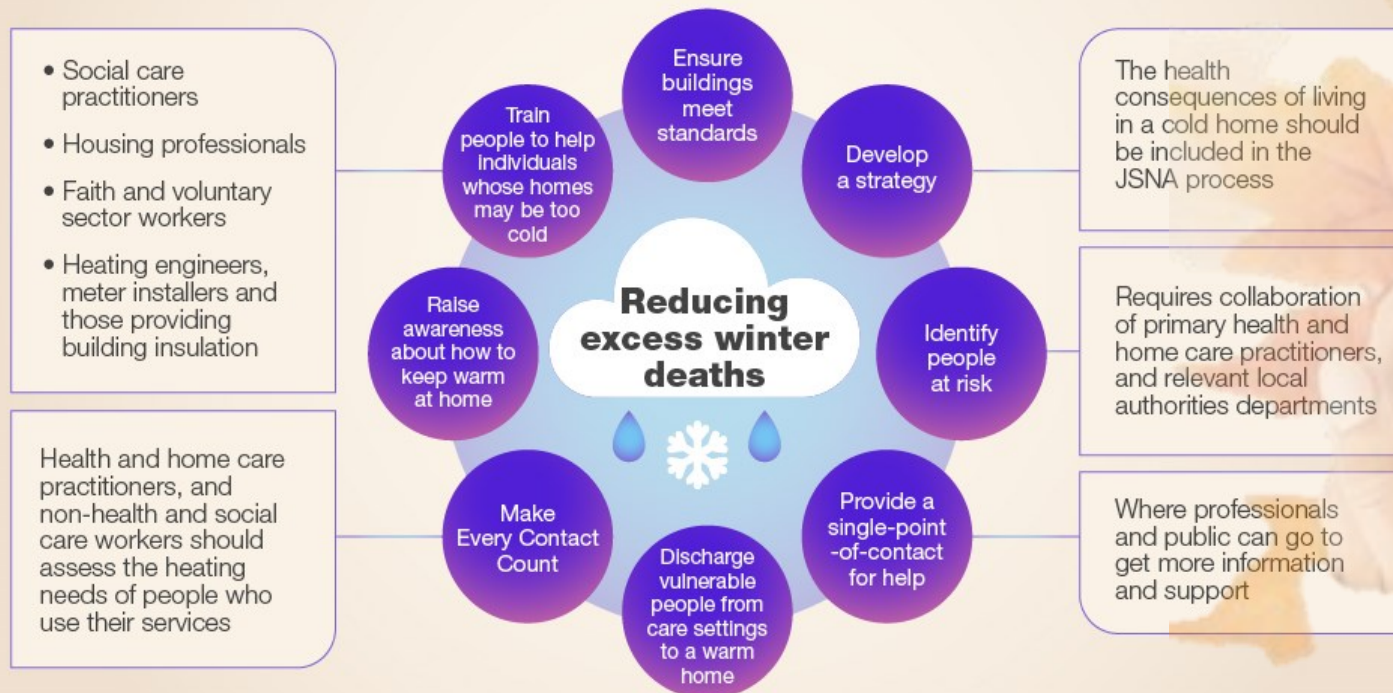 • Social care
practitioners
• Housing professionals
• Faith and voluntary
sector workers
• Heating engineers,
meter installers and
those providing
building insulation
Health and home care
practitioners, and
non-health and social
care workers should
assess the heating
needs of people who
use their services
Reducing
excess winter
deaths
Ensure
buildings
meet
standards
Develop
a strategy
Identify
people
at risk
Provide a
single-point
-of-contact
for help
Discharge
vulnerable
people from
care settings
to a warm
home
Make
Every Contact
Count
Raise
awareness
about how to
keep warm
at home
Train
people to help
individuals
whose homes
may be too
cold
The health
consequences of living
in a cold home should
be included in the
JSNA process
Requires collaboration
of primary health and
home care practitioners,
and relevant local
authorities departments
Where professionals
and public can go to
get more information
and support